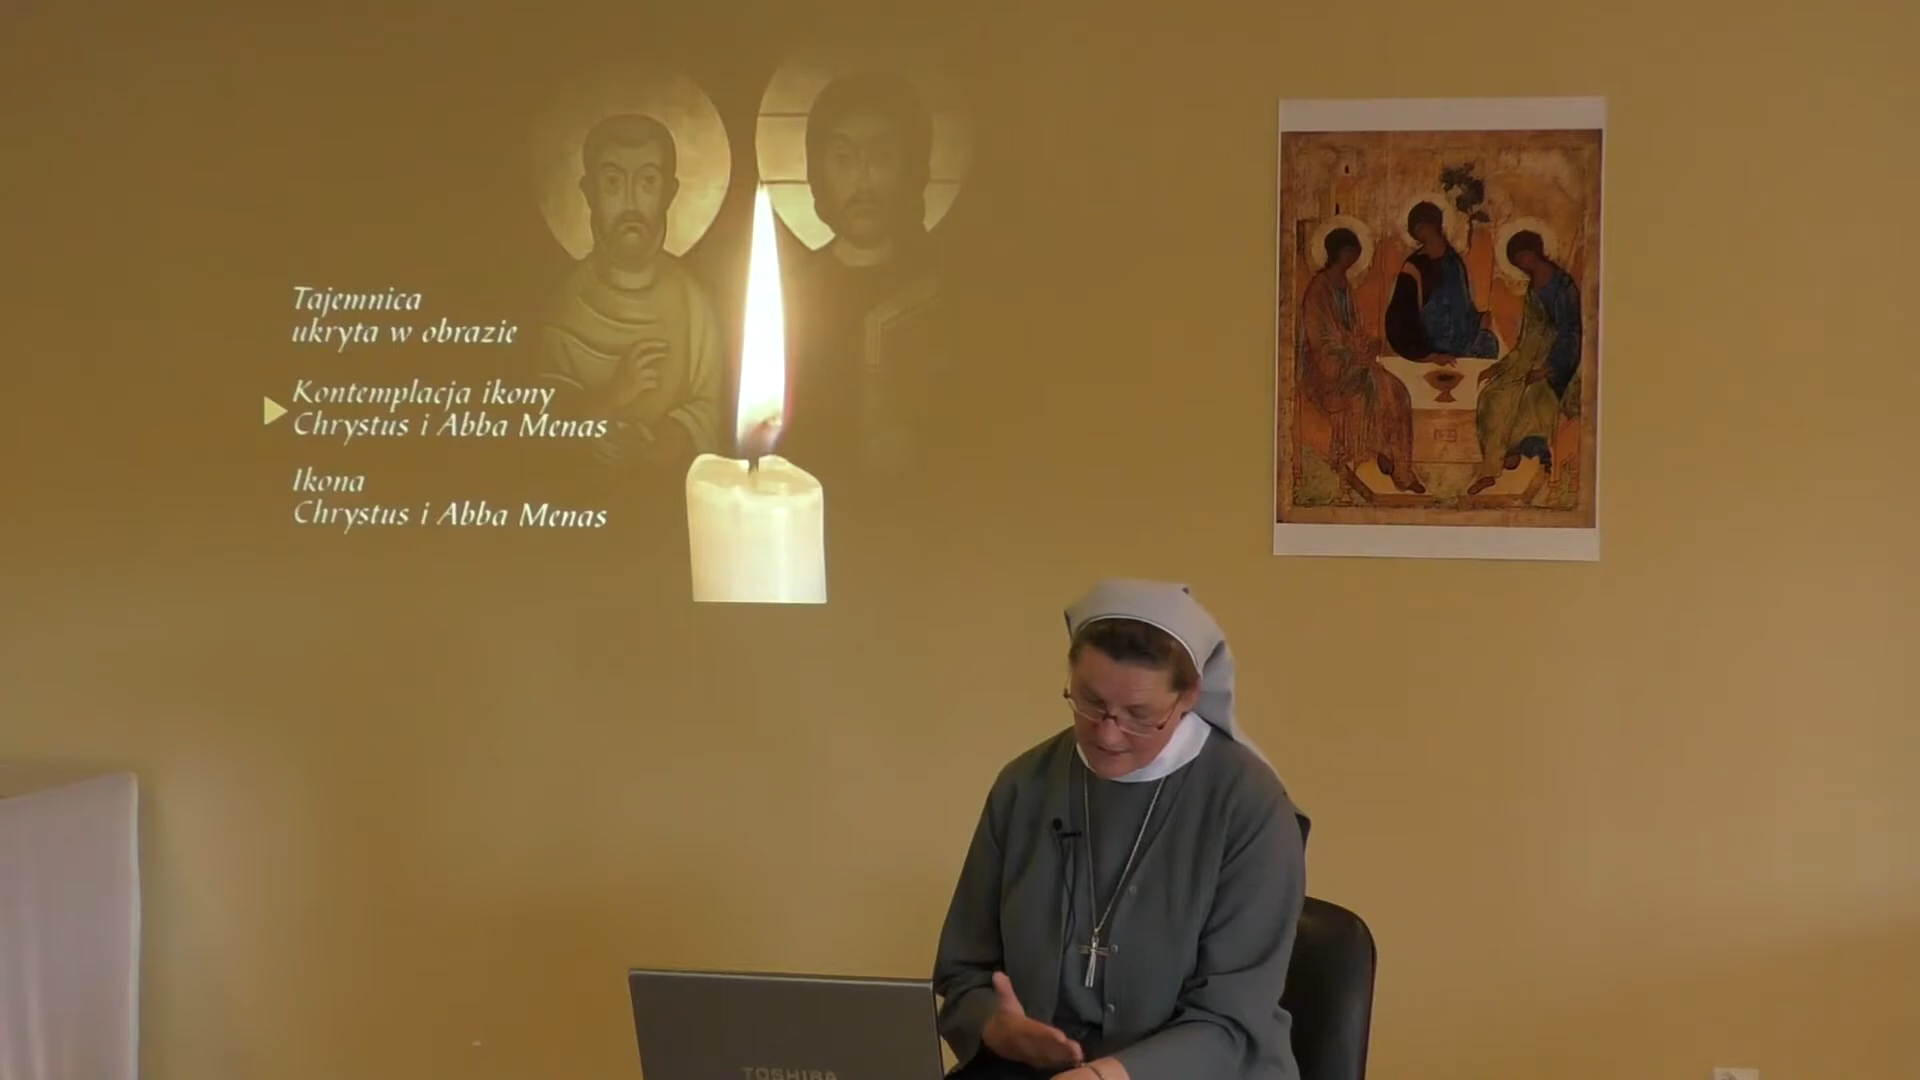 Tajemnica
ukryta w obrazie
Kontemplacja ikony
Chrystus i Abba Menas
Ikona
Chrystus i Abba Menas
TOSHIBA